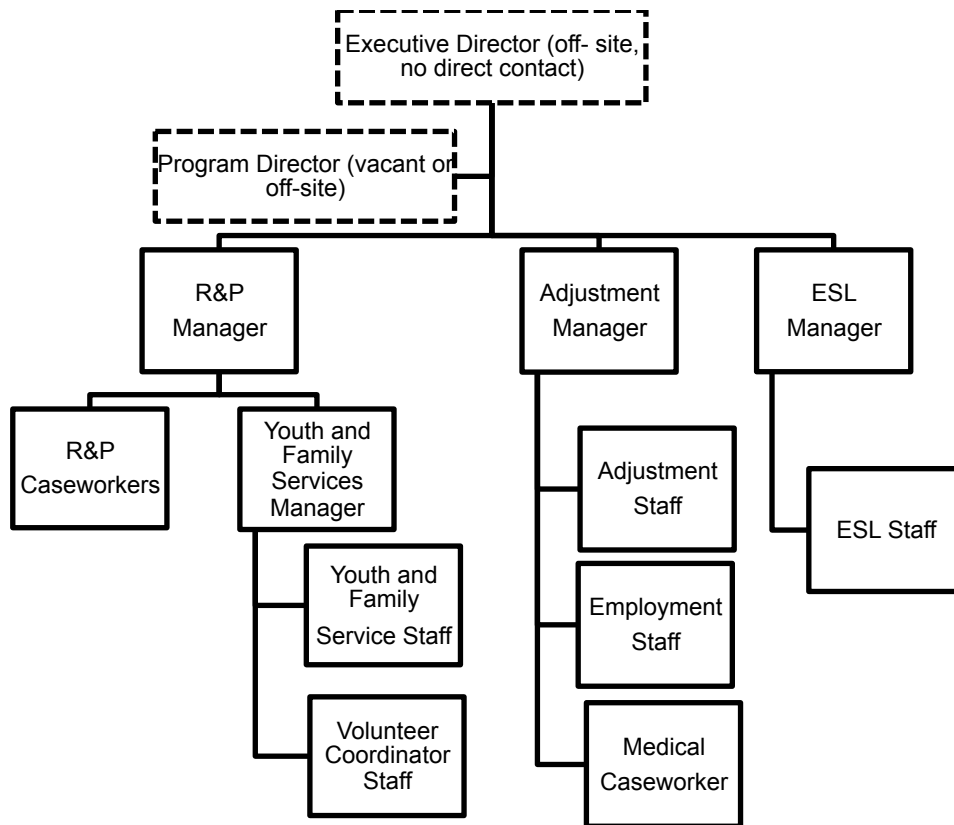 Executive Director (off- site,
no direct contact)
Program Director (vacant or
off-site)
R&P
Manager
Adjustment
Manager
ESL
Manager
R&P
Caseworkers
Youth and
Family
Services
Manager
Adjustment
Staff
ESL Staff
Youth and
Family
Service Staff
Employment
Staff
Volunteer
Coordinator
Staff
Medical
Caseworker